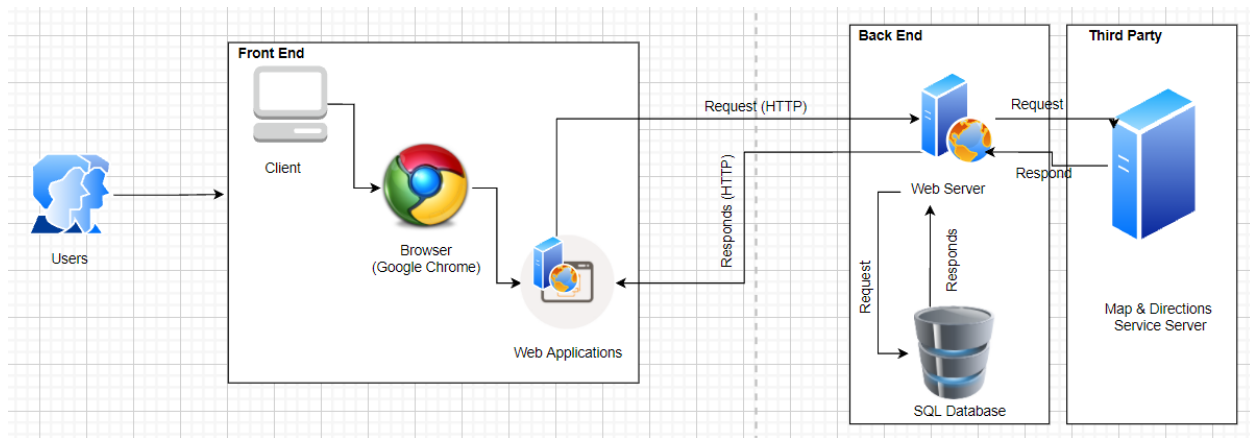 Front End
Client
Users
Browser
(Google Chrome)
Web Applications
Request (HTTP)
Responds (HTTP)
Back End
Web Server
Request
Responds
SQL Database
Third Party
Request
Respond
Map & Directions
Service Server